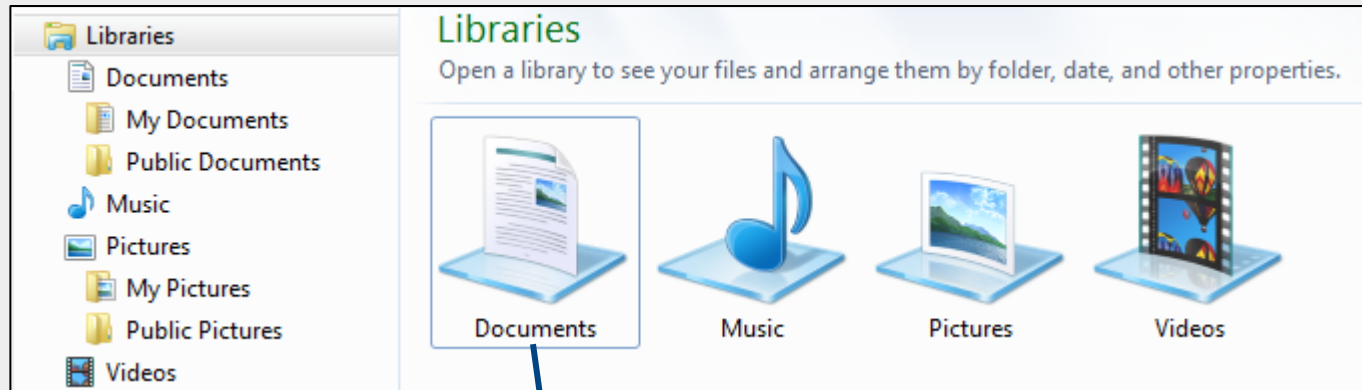 Libraries
Documents
My Documents
Public Documents
Music
Pictures
My Pictures
Public Pictures
Videos
Libraries
Open a library to see your files and arrange them by folder, date, and other properties.
Documents Music Pictures Videos